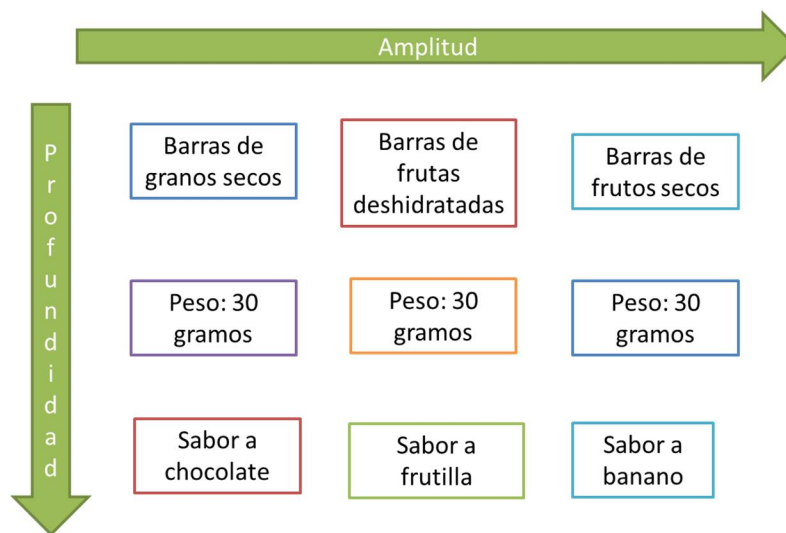 Amplitud
Profundidad
Barras de
granos secos
Barras de
frutas
deshidratadas
Barras de
frutos secos
Peso: 30
gramos
Peso: 30
gramos
Peso: 30
gramos
Sabor a
chocolate
Sabor a
frutilla
Sabor a
banano